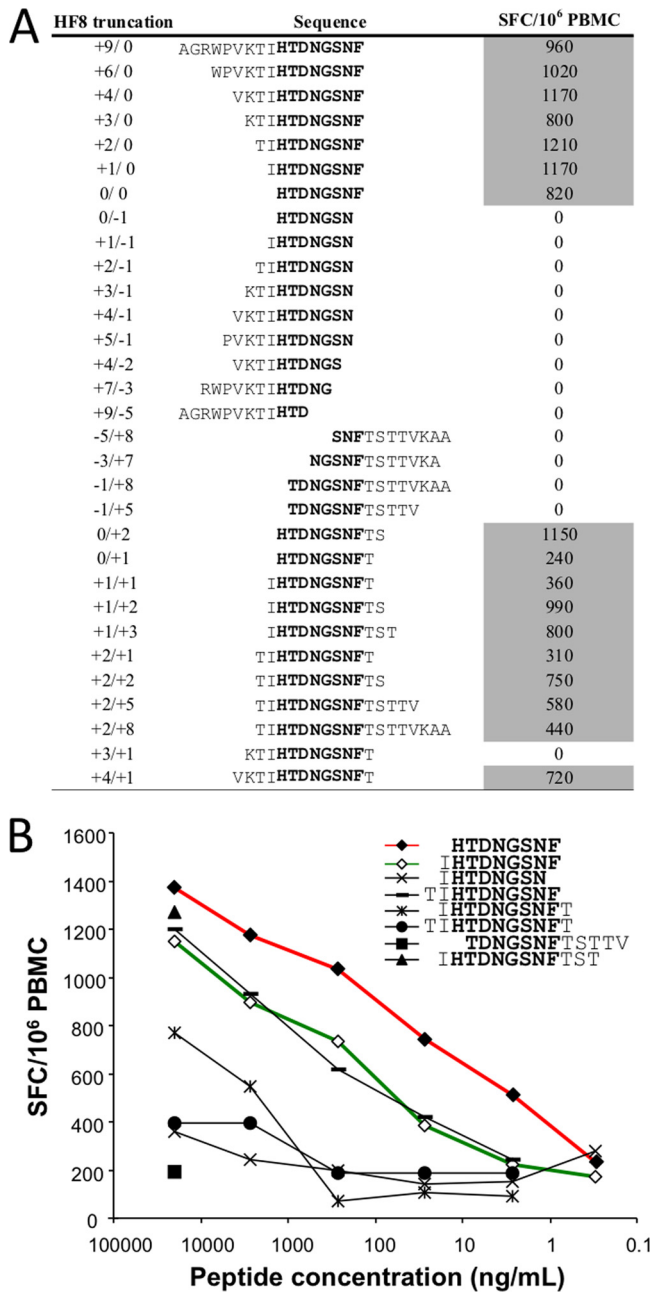 A
HF8 truncation Sequence SFC/10⁶ PBMC
+9/ 0 AGRWPVKTIHTDNGSNF 960
+6/ 0 WPVKTIHTDNGSNF 1020
+4/ 0 VKTIHTDNGSNF 1170
+3/ 0 KTIHTDNGSNF 800
+2/ 0 TIHTDNGSNF 1210
+1/ 0 IHTDNGSNF 1170
0/ 0 HTDNGSNF 820
0/-1 HTDNGSN 0
+1/-1 IHTDNGSN 0
+2/-1 TIHTDNGSN 0
+3/-1 KTIHTDNGSN 0
+4/-1 VKTIHTDNGSN 0
+5/-1 PVKTIHTDNGSN 0
+4/-2 VKTIHTDNGS 0
+7/-3 RWPVKTIHTDNG 0
+9/-5 AGRWPVKTIHTD 0
-5/+8 SNFTSTTVKAA 0
-3/+7 NGSNFTSTTVKA 0
-1/+8 TDNGSNFTSTTVKAA 0
-1/+5 TDNGSNFTSTTV 0
0/+2 HTDNGSNFTS 1150
0/+1 HTDNGSNFT 240
+1/+1 IHTDNGSNFT 360
+1/+2 IHTDNGSNFTS 990
+1/+3 IHTDNGSNFTST 800
+2/+1 TIHTDNGSNFT 310
+2/+2 TIHTDNGSNFTS 750
+2/+5 TIHTDNGSNFTSTTV 580
+2/+8 TIHTDNGSNFTSTTVKAA 440
+3/+1 KTIHTDNGSNFT 0
+4/+1 VKTIHTDNGSNFT 720
B
1600
1400
1200
1000
800
600
400
200
0
SFC/10⁶ PBMC
HTDNGSNF
IHTDNGSNF
IHTDNGSN
TIHTDNGSNF
IHTDNGSNFT
TIHTDNGSNFT
TDNGSNFTSTTV
IHTDNGSNFTST
100000 10000 1000 100 10 1 0.1
Peptide concentration (ng/mL)